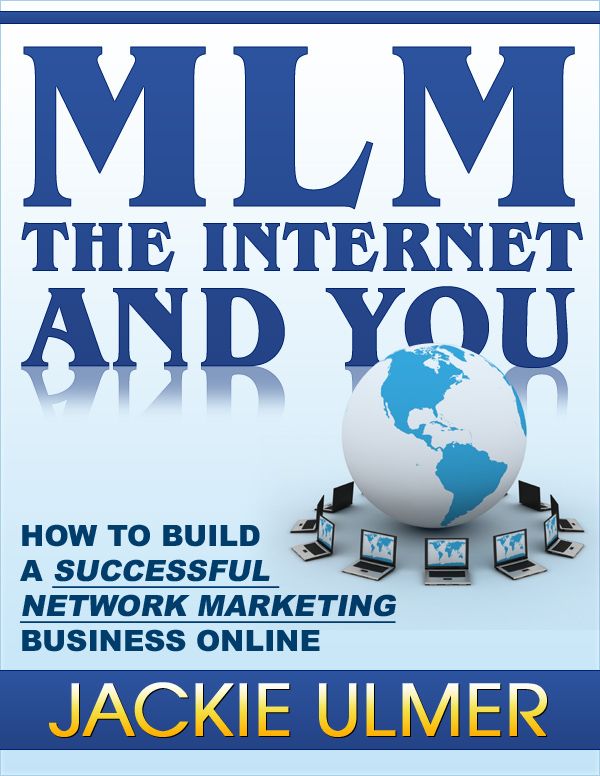 MLM
THE INTERNET
AND YOU
HOW TO BUILD
A SUCCESSFUL
NETWORK MARKETING
BUSINESS ONLINE
JACKIE ULMER